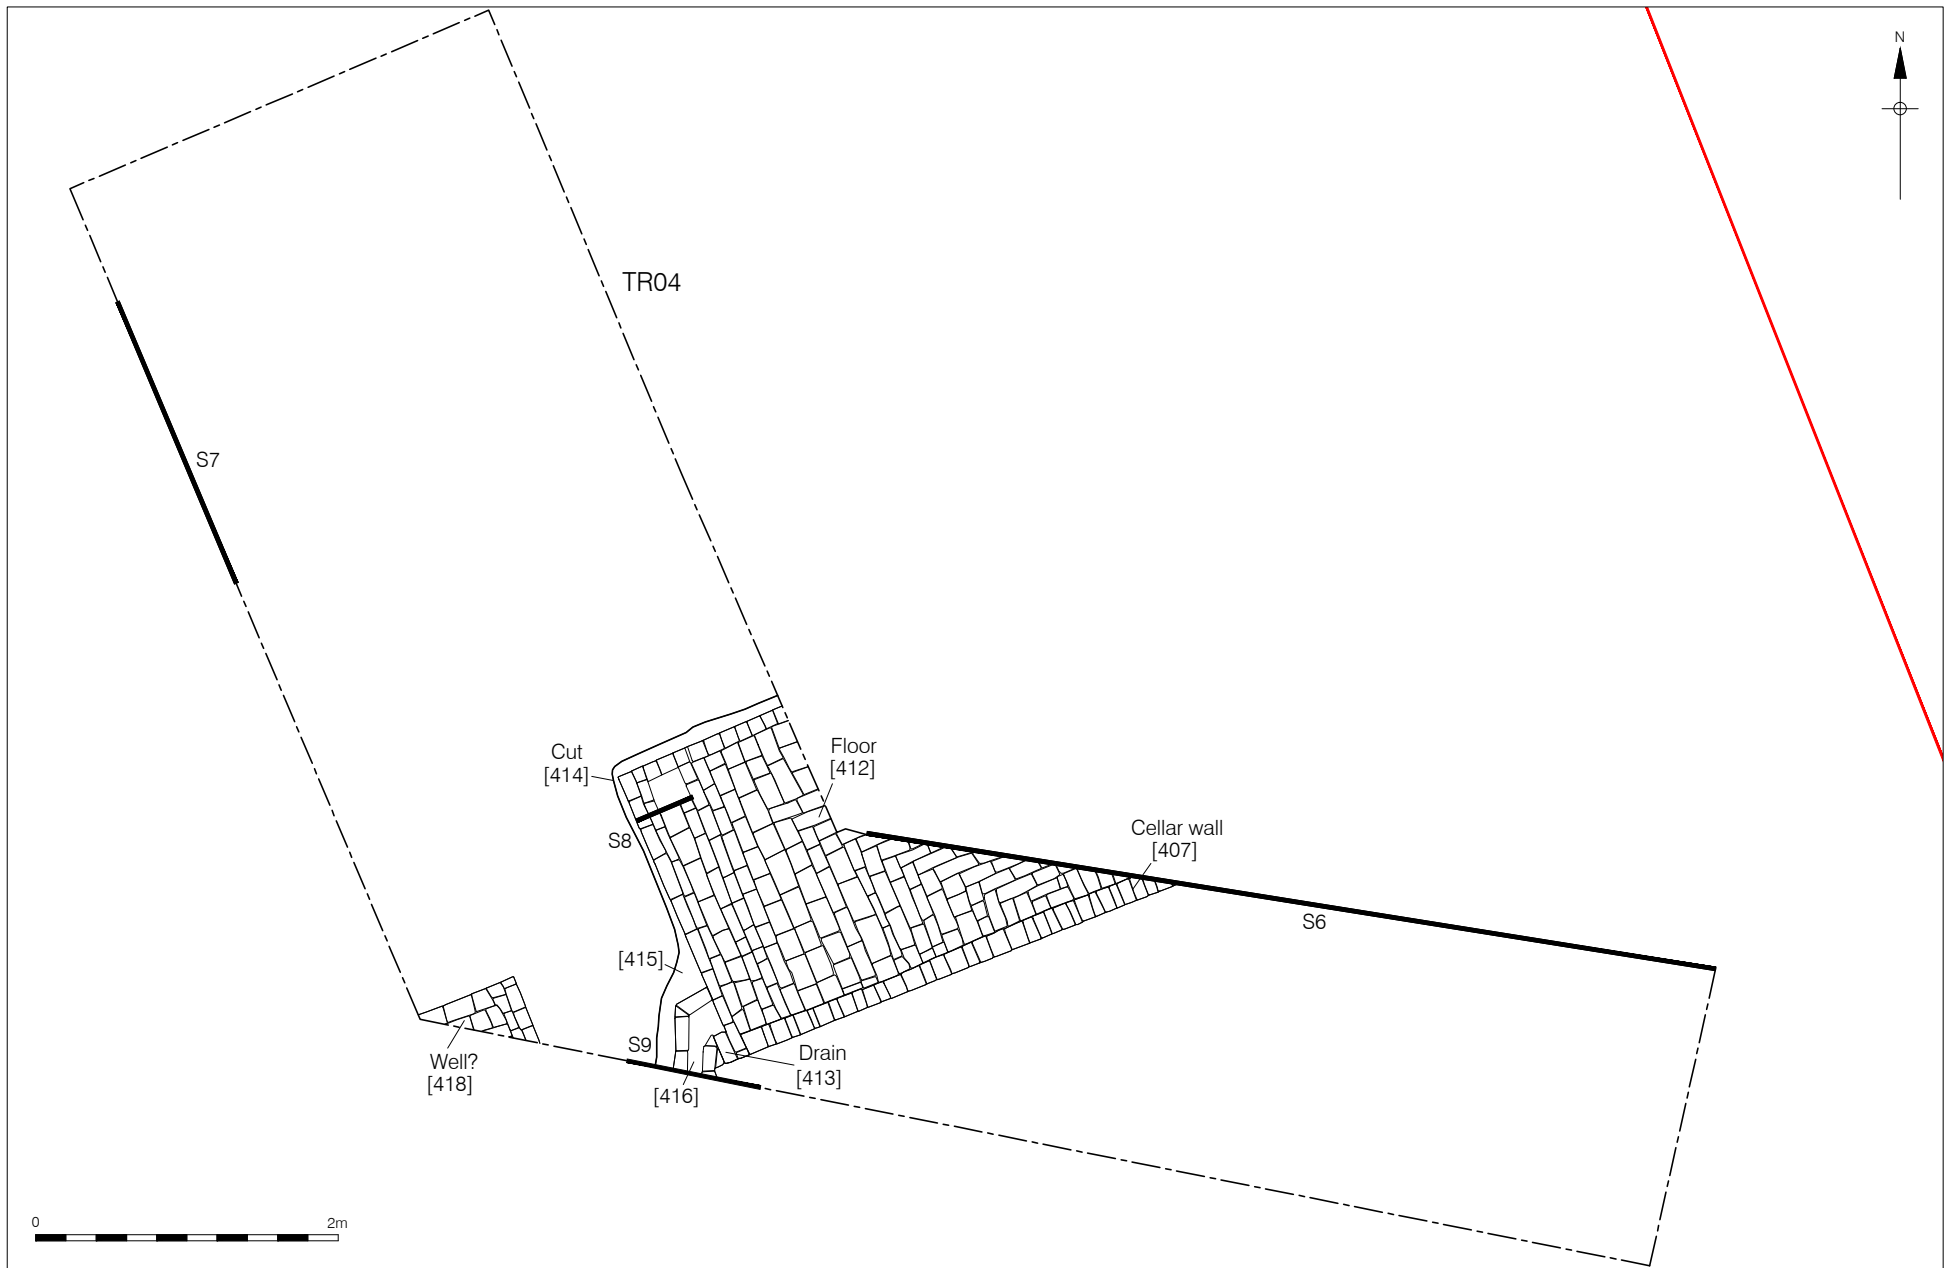 N
TR04
S7
Cut
[414]
Floor
[412]
S8
Cellar wall
[407]
S6
[415]
S9
Well?
[418]
Drain
[413]
[416]
0 2m